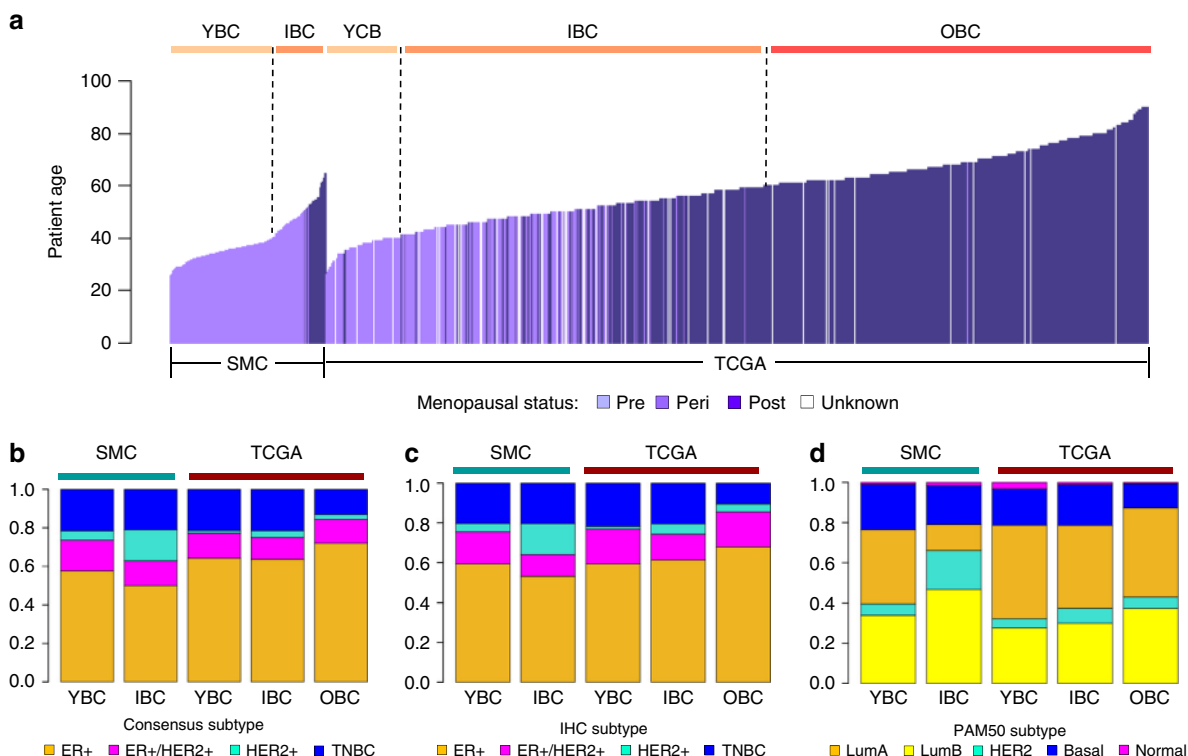 a
YBC IBC YCB IBC OBC
100
80
60
40
20
0
Patient age
SMC TCGA
Menopausal status: Pre Peri Post Unknown
b
SMC TCGA
1.0
0.8
0.6
0.4
0.2
0.0
YBC IBC YBC IBC OBC
Consensus subtype
ER+ ER+/HER2+ HER2+ TNBC
c
SMC TCGA
1.0
0.8
0.6
0.4
0.2
0.0
YBC IBC YBC IBC OBC
IHC subtype
ER+ ER+/HER2+ HER2+ TNBC
d
SMC TCGA
1.0
0.8
0.6
0.4
0.2
0.0
YBC IBC YBC IBC OBC
PAM50 subtype
LumA LumB HER2 Basal Normal